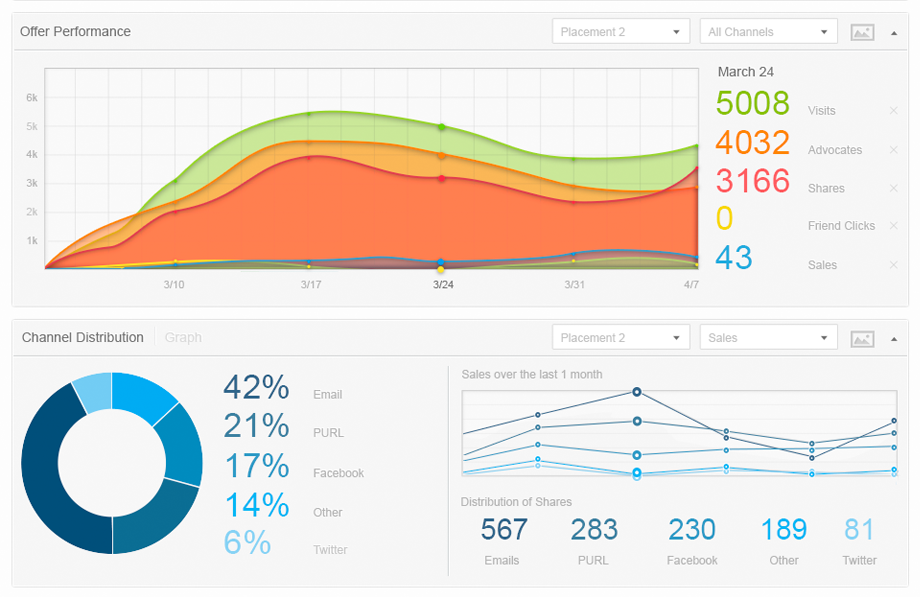 Offer Performance
Placement 2
All Channels
March 24
5008 Visits
4032 Advocates
3166 Shares
0 Friend Clicks
43 Sales
6k
5k
4k
3k
2k
1k
3/10 3/17 3/24 3/31 4/7
Channel Distribution
Graph
Placement 2
Sales
42% Email
21% PURL
17% Facebook
14% Other
6% Twitter
Sales over the last 1 month
Distribution of Shares
567 283 230 189 81
Emails PURL Facebook Other Twitter